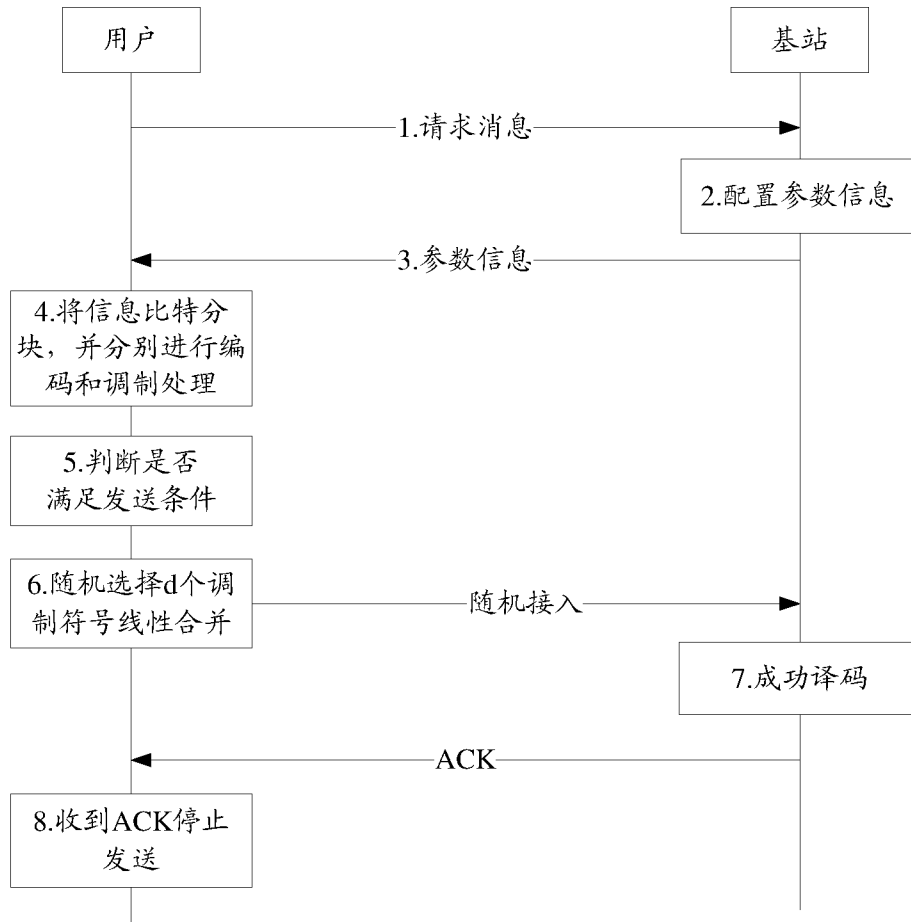 用户
基站
1.请求消息
2.配置参数信息
3.参数信息
4.将信息比特分
块，并分别进行编
码和调制处理
5.判断是否
满足发送条件
6.随机选择d个调
制符号线性合并
随机接入
7.成功译码
ACK
8.收到ACK停止
发送